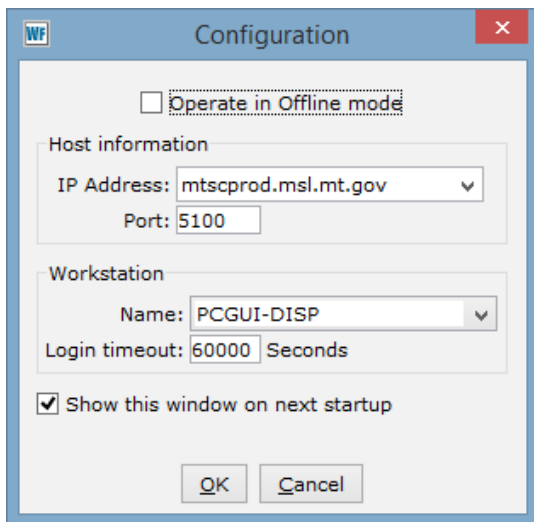 WF Configuration
Operate in Offline mode
Host information
IP Address: mtscprod.msl.mt.gov
Port: 5100
Workstation
Name: PCGUI-DISP
Login timeout: 60000 Seconds
Show this window on next startup
OK Cancel